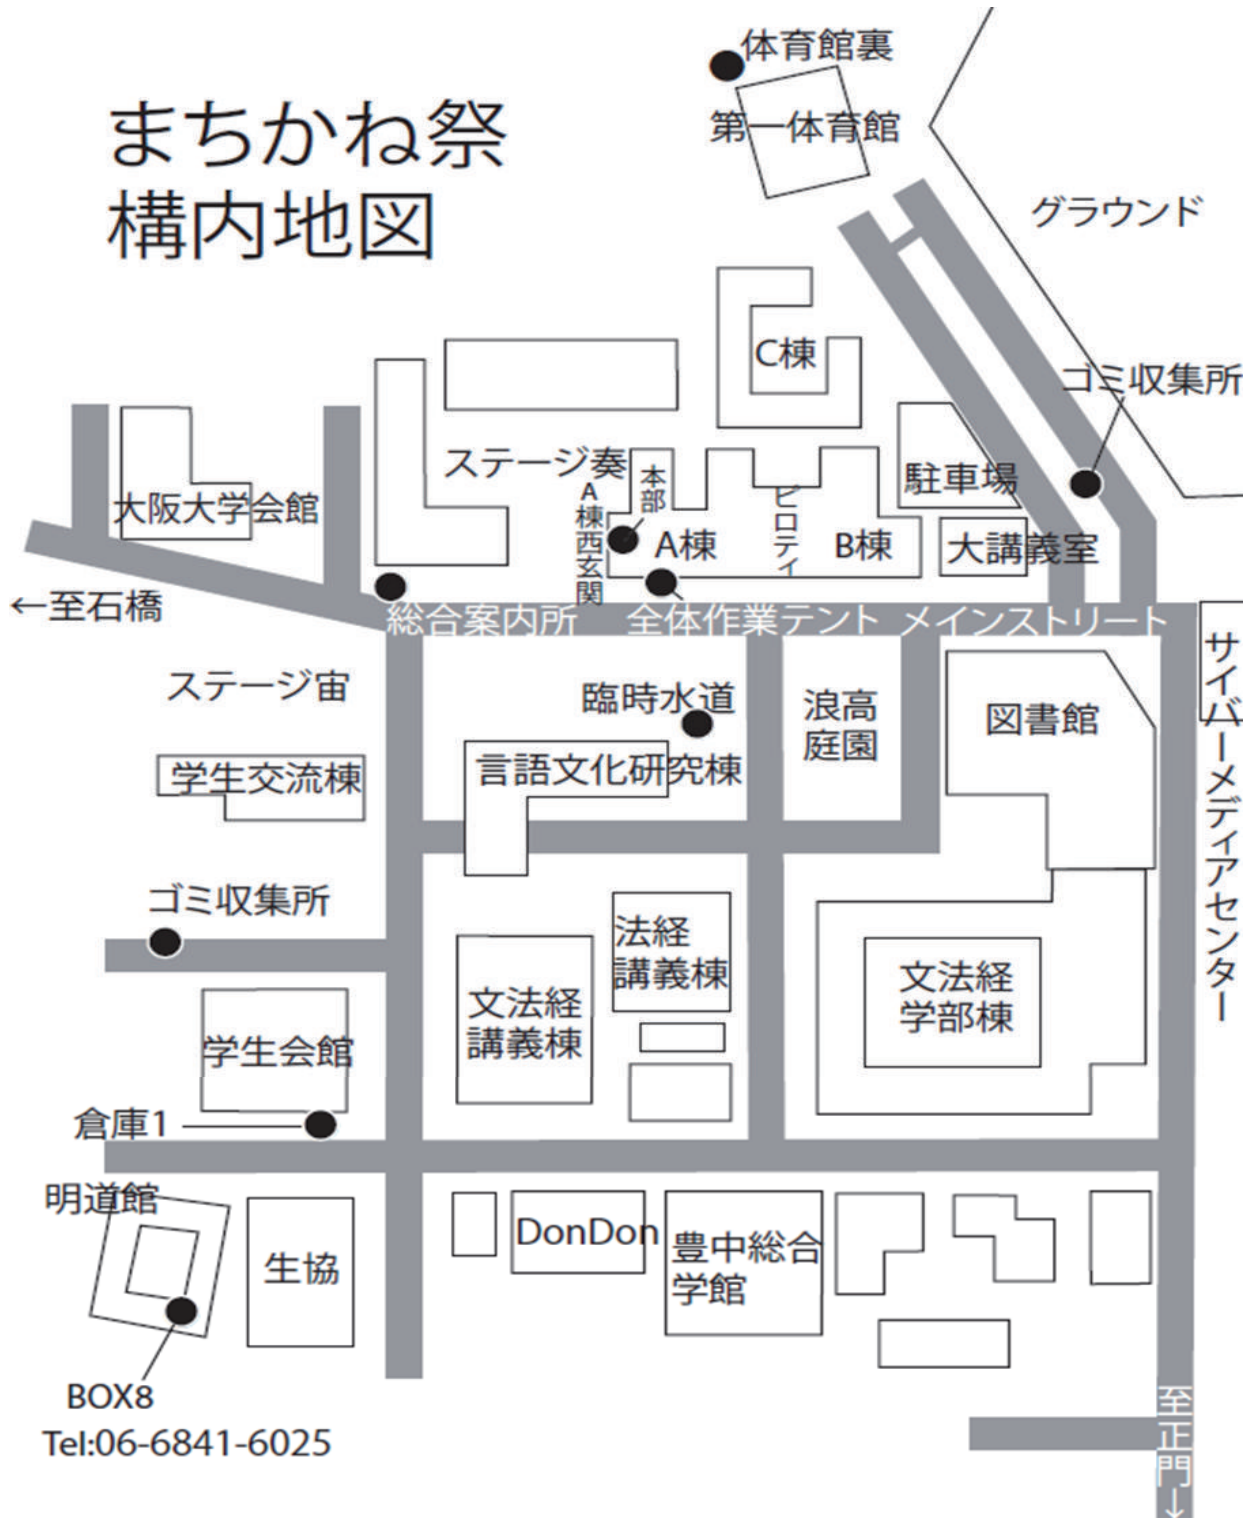 体育館裏
まちかね祭
構内地図
第一体育館
グラウンド
C棟
ゴミ収集所
ステージ奏
本部
駐車場
A棟西玄関
ピロティ
大阪大学会館
A棟
B棟
大講義室
←至石橋
総合案内所
全体作業テント
メインストリート
サイバーメディアセンター
ステージ宙
臨時水道
浪高
庭園
図書館
学生交流棟
言語文化研究棟
ゴミ収集所
法経
講義棟
文法経
講義棟
文法経
学部棟
学生会館
倉庫1
明道館
DonDon
豊中総合
学館
生協
BOX8
Tel:06-6841-6025
至正門→